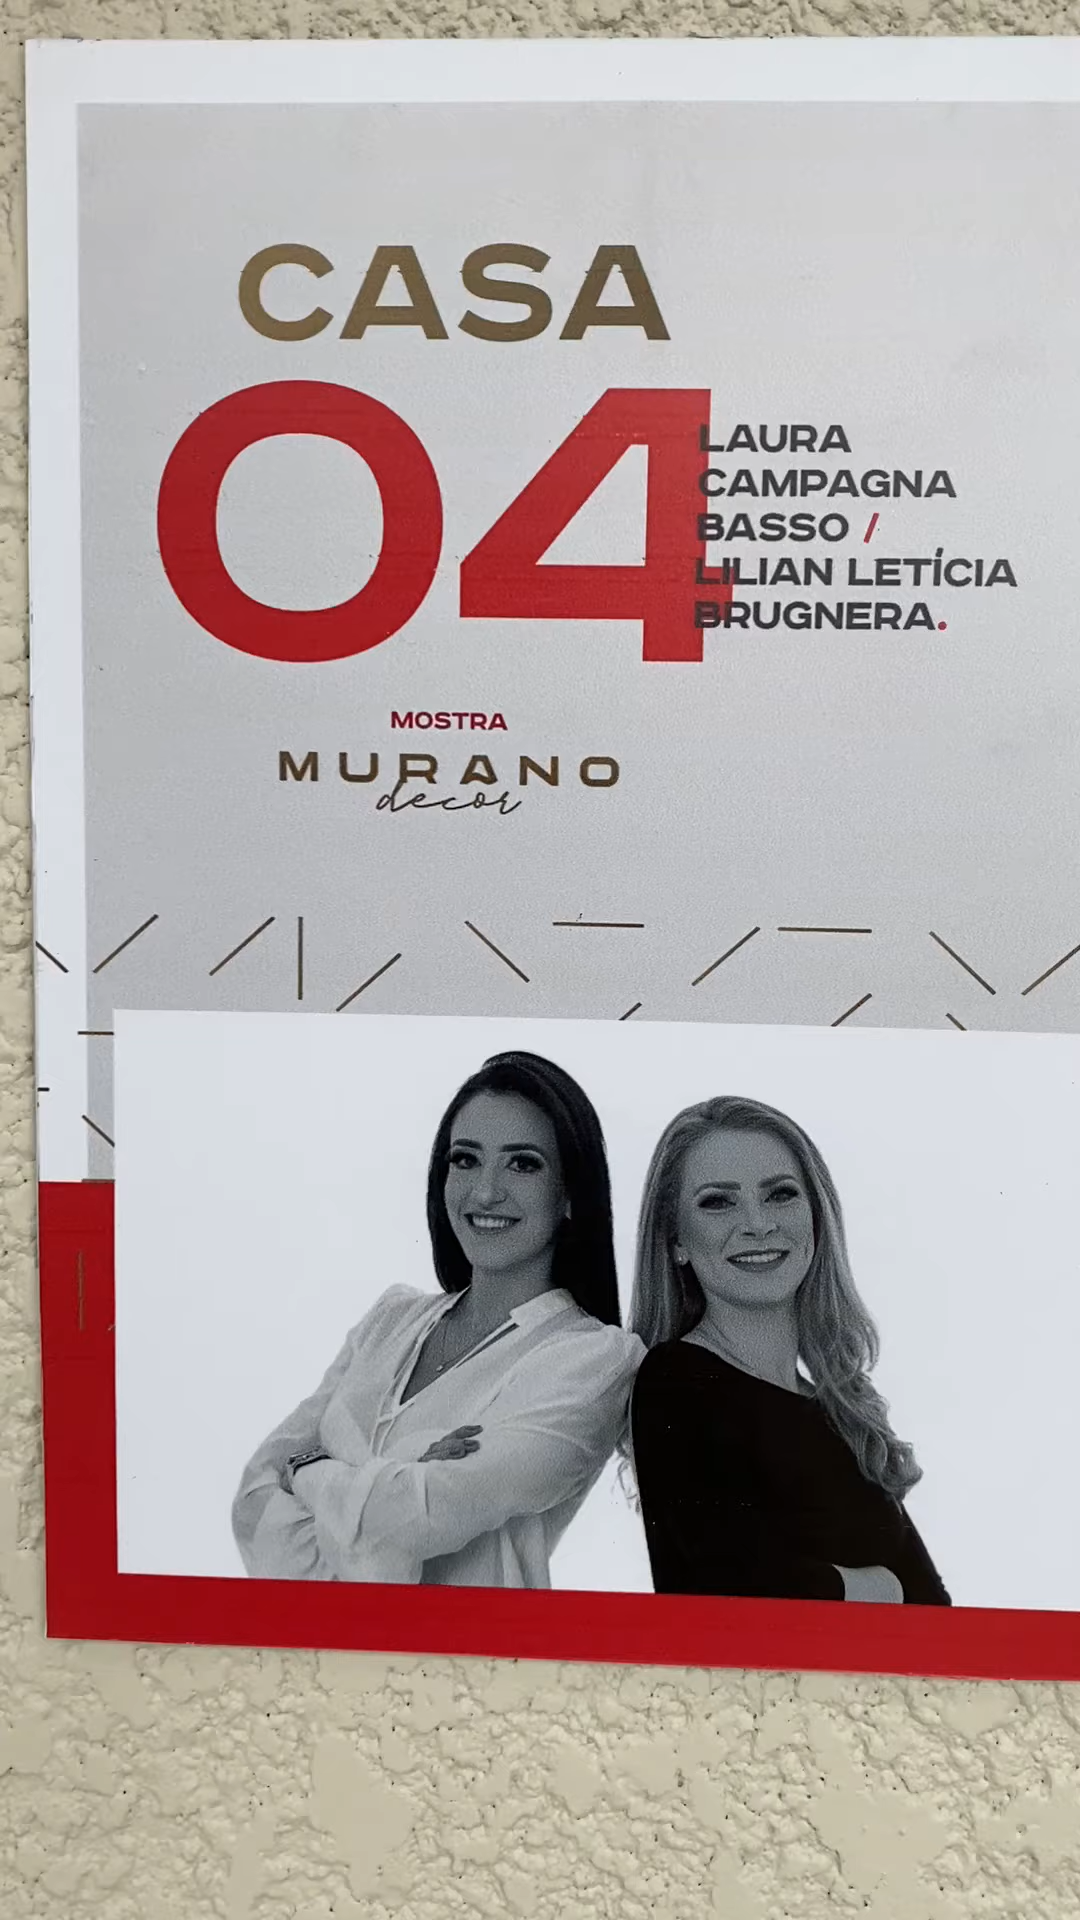 CASA
04
LAURA
CAMPAGNA
BASSO /
LILIAN LETÍCIA
BRUGNERA.
MOSTRA
MURANO
decor